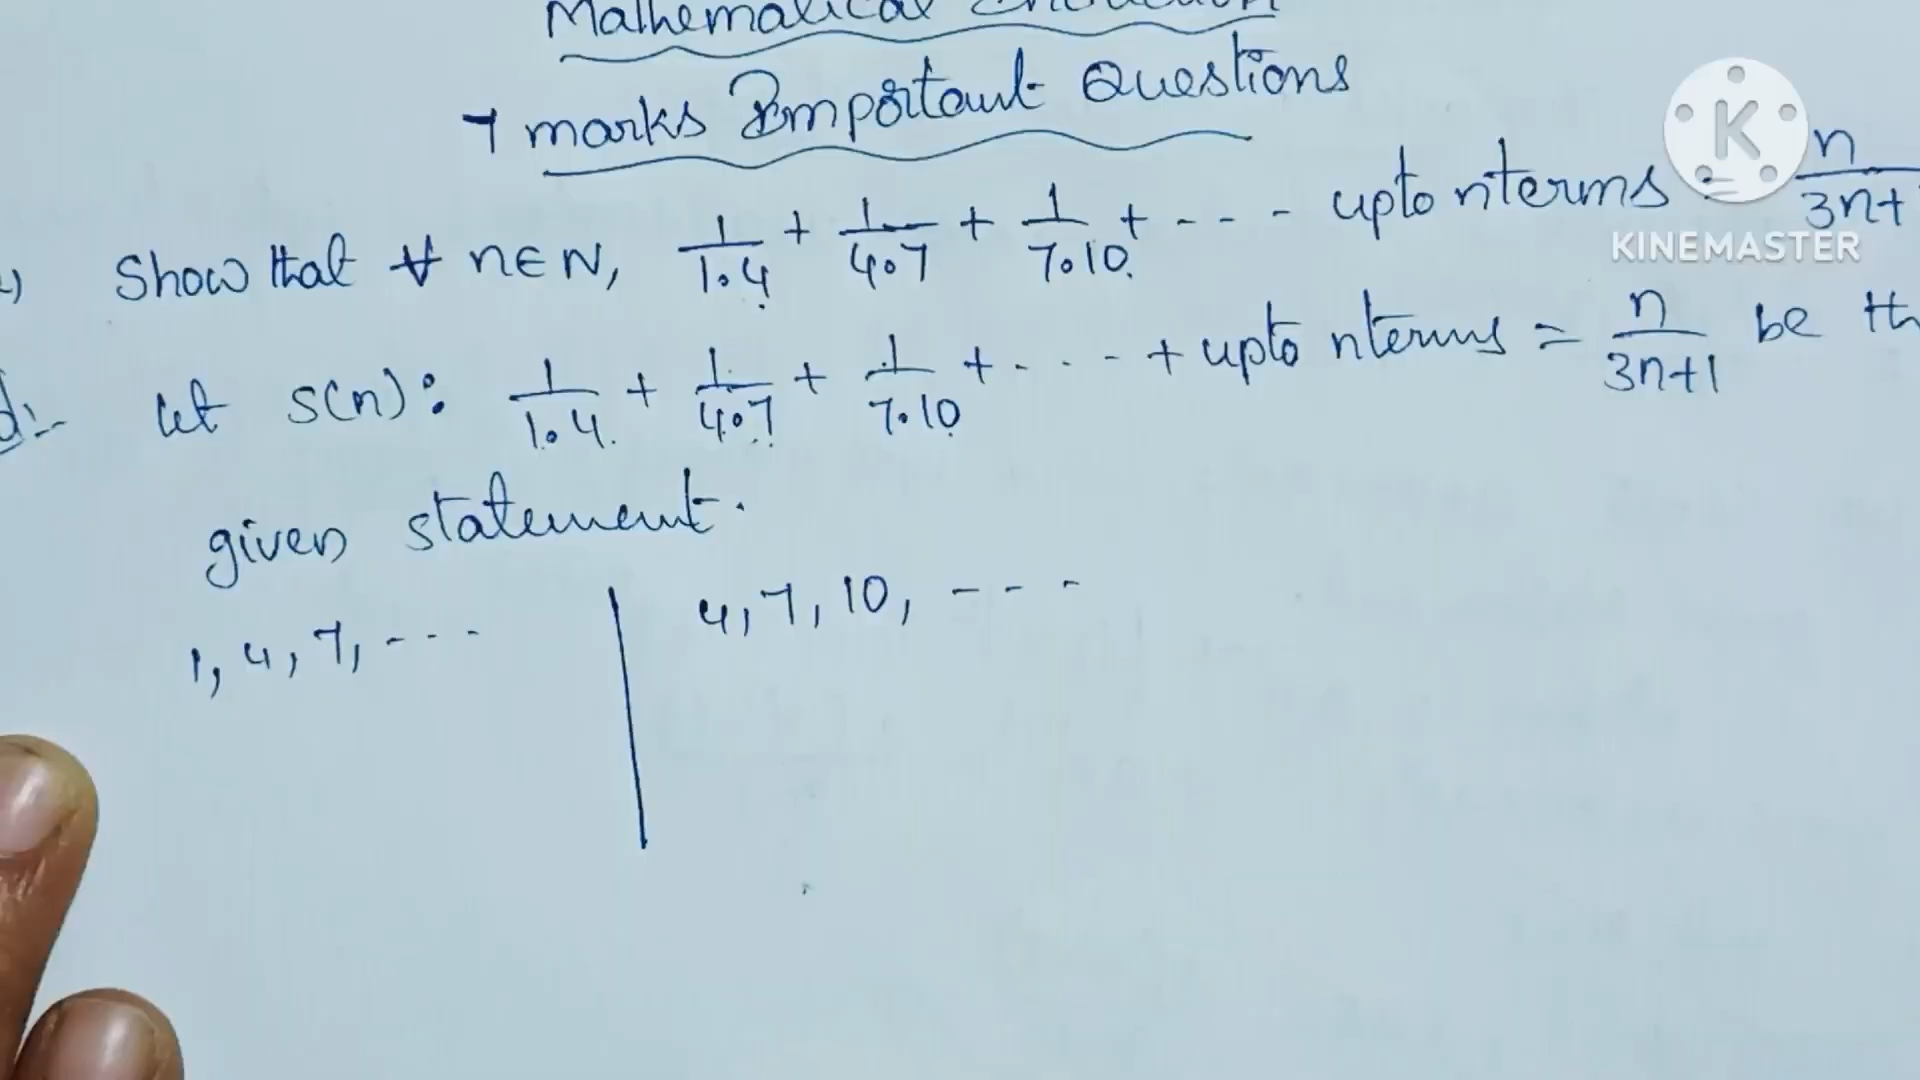 Mathematical Induction
7 marks Important Questions
Show that ∀ n∈N, 1/1.4 + 1/4.7 + 1/7.10 + --- upto nterms = n/3n+
let S(n): 1/1.4 + 1/4.7 + 1/7.10 + --- + upto nterms = n/3n+1 be th
given statement.
1, 4, 7, ---
4, 7, 10, ---
K
KINEMASTER